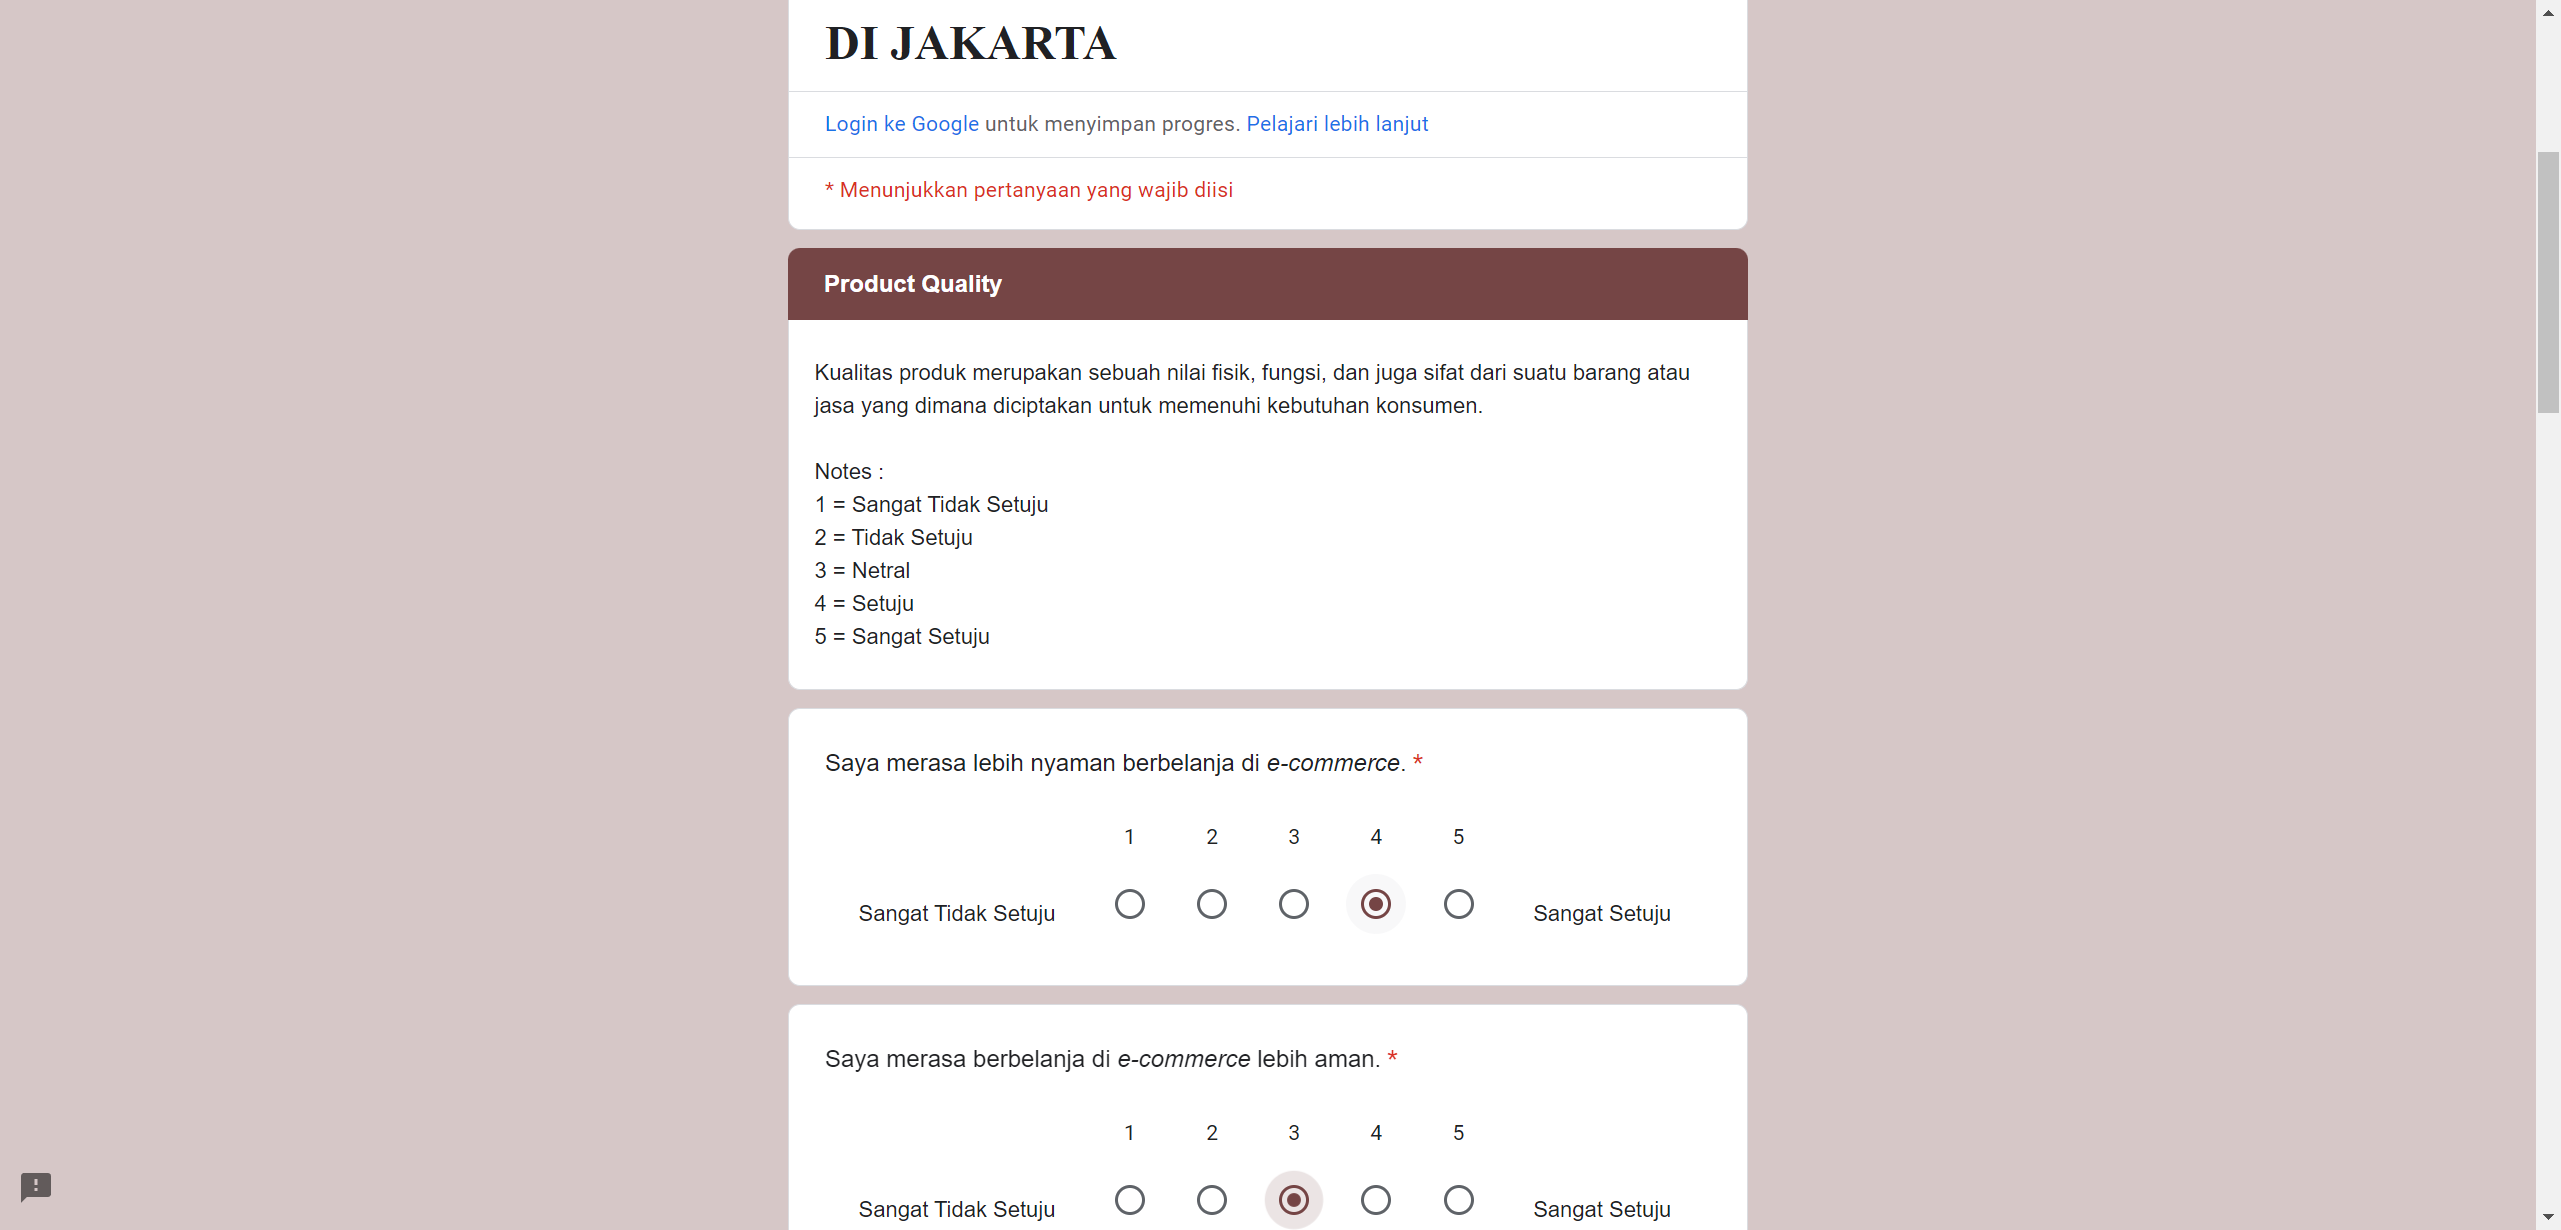 DI JAKARTA
Login ke Google untuk menyimpan progres. Pelajari lebih lanjut
* Menunjukkan pertanyaan yang wajib diisi
Product Quality
Kualitas produk merupakan sebuah nilai fisik, fungsi, dan juga sifat dari suatu barang atau
jasa yang dimana diciptakan untuk memenuhi kebutuhan konsumen.
Notes :
1 = Sangat Tidak Setuju
2 = Tidak Setuju
3 = Netral
4 = Setuju
5 = Sangat Setuju
Saya merasa lebih nyaman berbelanja di e-commerce. *
1 2 3 4 5
Sangat Tidak Setuju Sangat Setuju
Saya merasa berbelanja di e-commerce lebih aman. *
1 2 3 4 5
Sangat Tidak Setuju Sangat Setuju